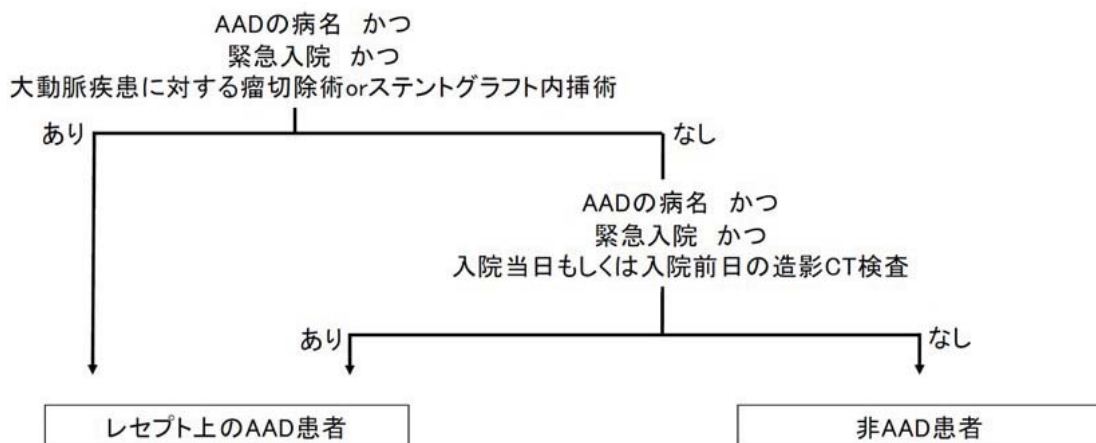 AADの病名　かつ
緊急入院　かつ
大動脈疾患に対する瘤切除術orステントグラフト内挿術
あり
なし
AADの病名　かつ
緊急入院　かつ
入院当日もしくは入院前日の造影CT検査
あり
なし
レセプト上のAAD患者
非AAD患者